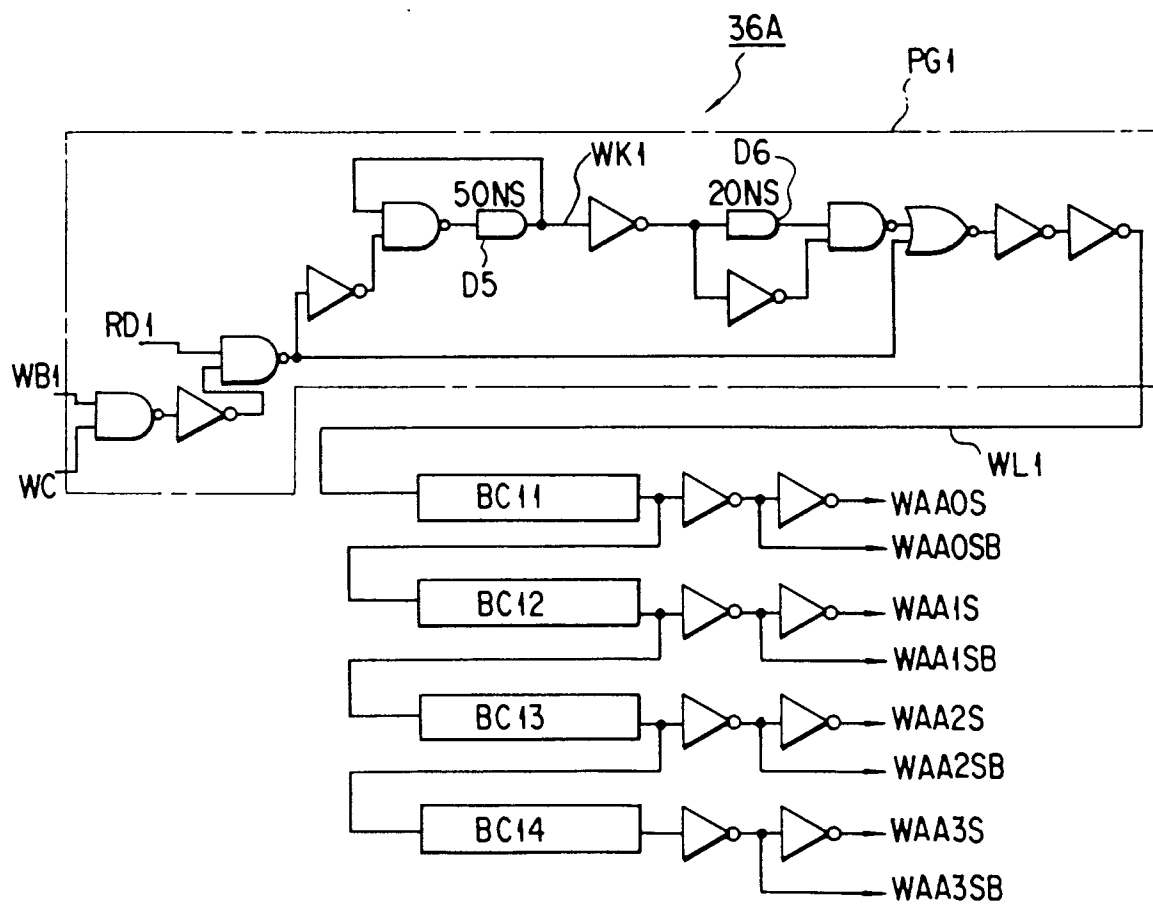 36A
PG1
WK1
D6
50NS
20NS
D5
RD1
WB1
WC
WL1
BC11
WAA0S
WAA0SB
BC12
WAA1S
WAA1SB
BC13
WAA2S
WAA2SB
BC14
WAA3S
WAA3SB